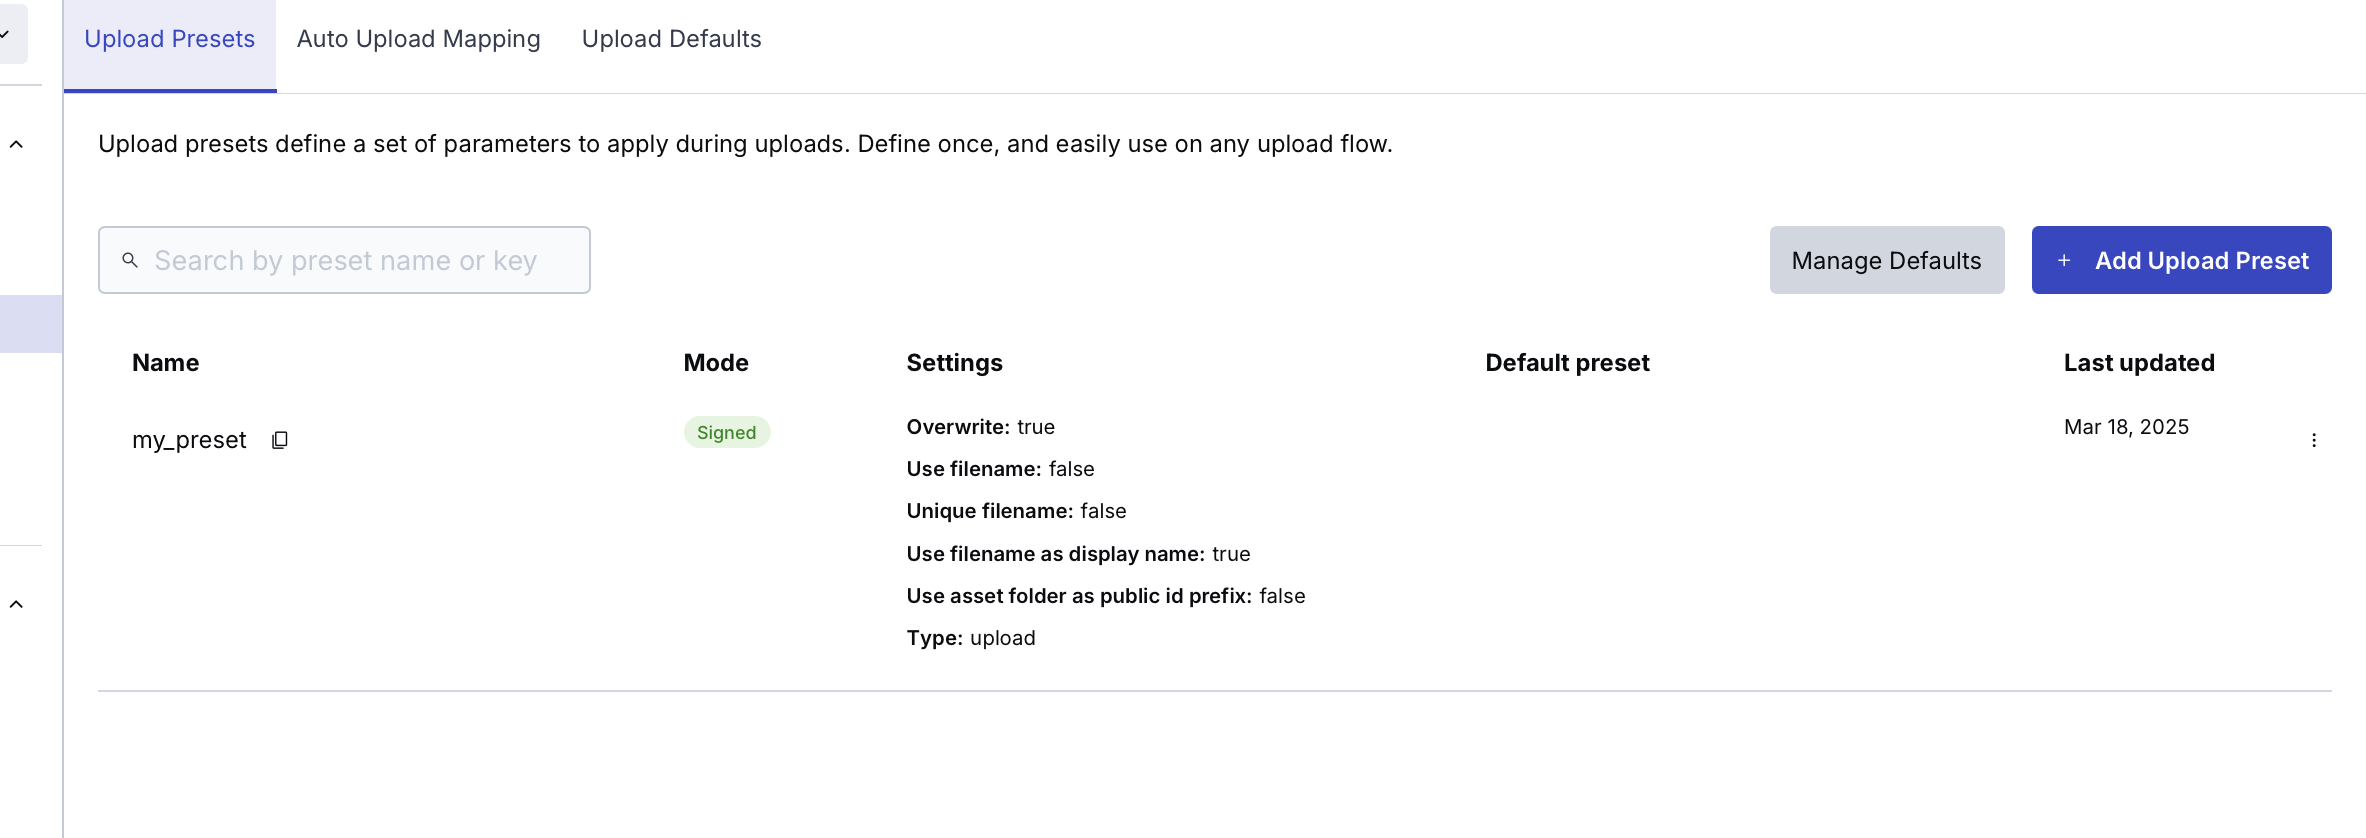 Upload Presets Auto Upload Mapping Upload Defaults
Upload presets define a set of parameters to apply during uploads. Define once, and easily use on any upload flow.
Search by preset name or key Manage Defaults + Add Upload Preset
Name Mode Settings Default preset Last updated
my_preset Signed Overwrite: true Mar 18, 2025
Use filename: false
Unique filename: false
Use filename as display name: true
Use asset folder as public id prefix: false
Type: upload